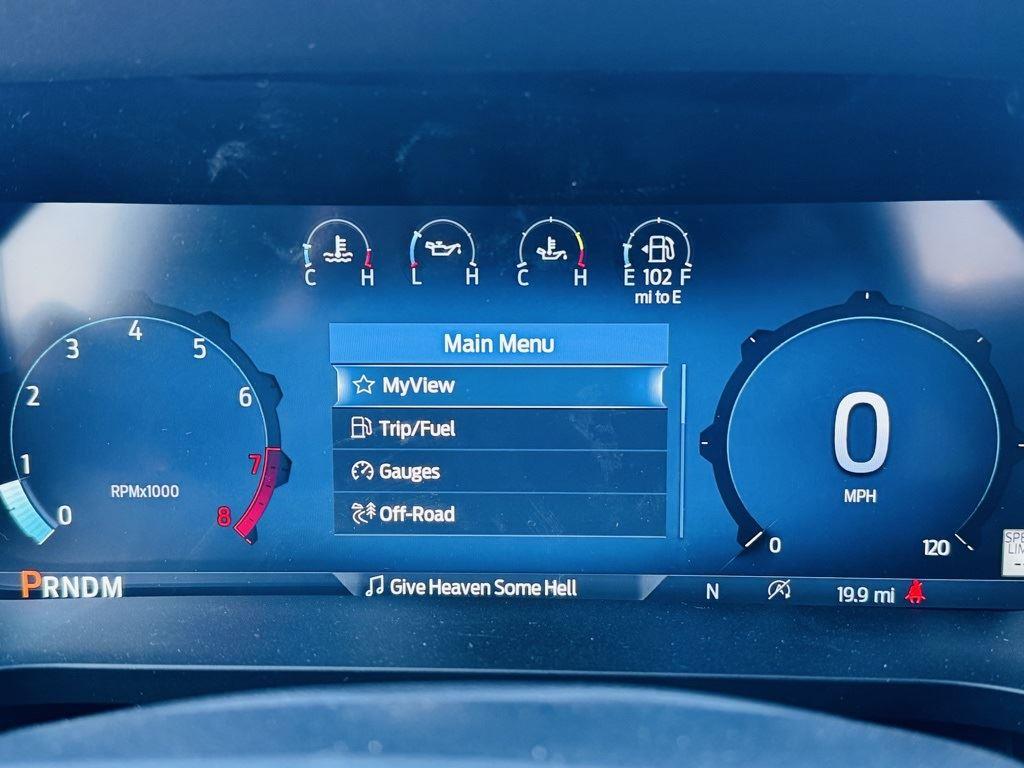 C H
L H
C H
E 102 F
mi to E
0
1
2
3
4
5
6
7
8
RPMx1000
Main Menu
MyView
Trip/Fuel
Gauges
Off-Road
0
MPH
0 120
PRNDM
Give Heaven Some Hell
N
19.9 mi
--